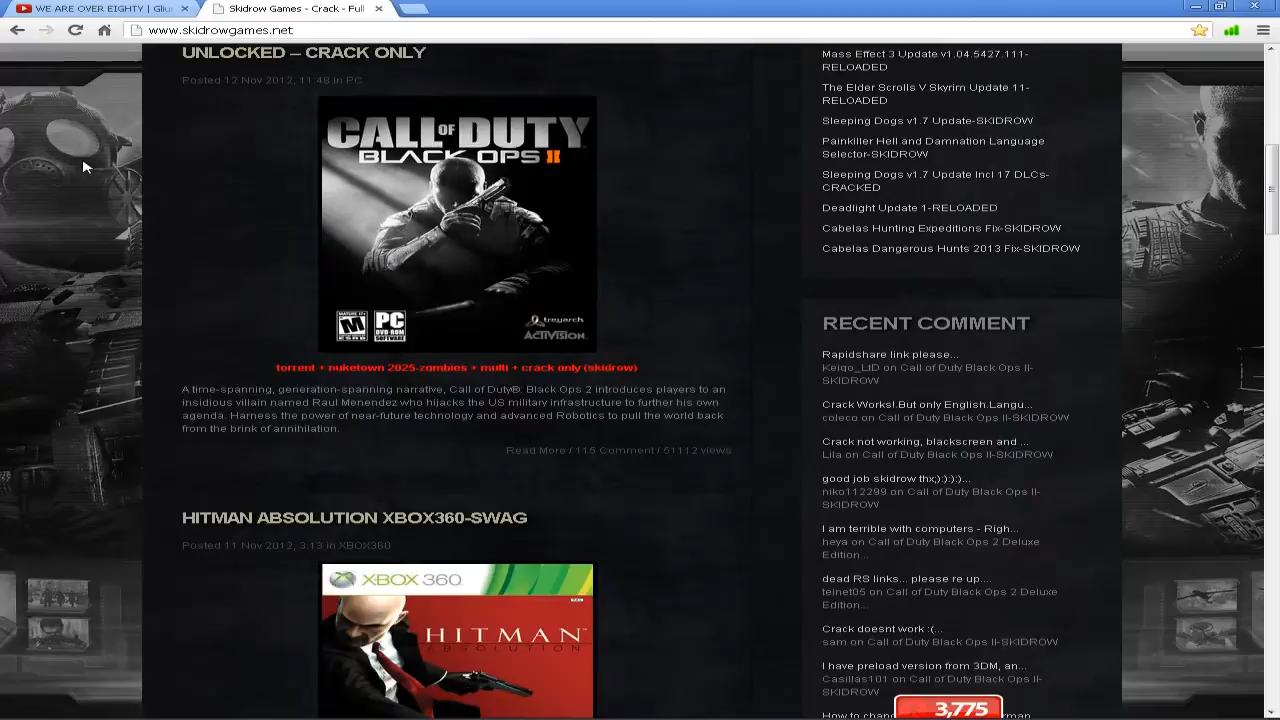 WE ARE OVER EIGHTY | Glu
Skidrow Games - Crack - Full
www.skidrowgames.net
UNLOCKED – CRACK ONLY
Posted 12 Nov 2012, 11:48 in PC
CALL OF DUTY
BLACK OPS II
MATURE 17+
M
PC
DVD-ROM
SOFTWARE
treyarch
ACTIVISION
torrent + nuketown 2025-zombies + multi + crack only (skidrow)
A time-spanning, generation-spanning narrative, Call of Duty®: Black Ops 2 introduces players to an
insidious villain named Raul Menendez who hijacks the US military infrastructure to further his own
agenda. Harness the power of near-future technology and advanced Robotics to pull the world back
from the brink of annihilation.
Read More / 115 Comment / 51112 views
HITMAN ABSOLUTION XBOX360-SWAG
Posted 11 Nov 2012, 3:13 in XBOX360
XBOX 360
HITMAN
ABSOLUTION
Mass Effect 3 Update v1.04.5427.111-
RELOADED
The Elder Scrolls V Skyrim Update 11-
RELOADED
Sleeping Dogs v1.7 Update-SKIDROW
Painkiller Hell and Damnation Language
Selector-SKIDROW
Sleeping Dogs v1.7 Update Incl 17 DLCs-
CRACKED
Deadlight Update 1-RELOADED
Cabelas Hunting Expeditions Fix-SKIDROW
Cabelas Dangerous Hunts 2013 Fix-SKIDROW
RECENT COMMENT
Rapidshare link please...
Keiqo_LtD on Call of Duty Black Ops II-
SKIDROW
Crack Works!.But only English.Langu...
coleco on Call of Duty Black Ops II-SKIDROW
Crack not working, blackscreen and ...
Lila on Call of Duty Black Ops II-SKIDROW
good job skidrow thx;):):):)...
niko112299 on Call of Duty Black Ops II-
SKIDROW
I am terrible with computers - Righ...
heya on Call of Duty Black Ops 2 Deluxe
Edition...
dead RS links... please re up....
telnet05 on Call of Duty Black Ops 2 Deluxe
Edition...
Crack doesnt work :(...
sam on Call of Duty Black Ops II-SKIDROW
I have preload version from 3DM, an...
Casillas101 on Call of Duty Black Ops II-
SKIDROW
3,775